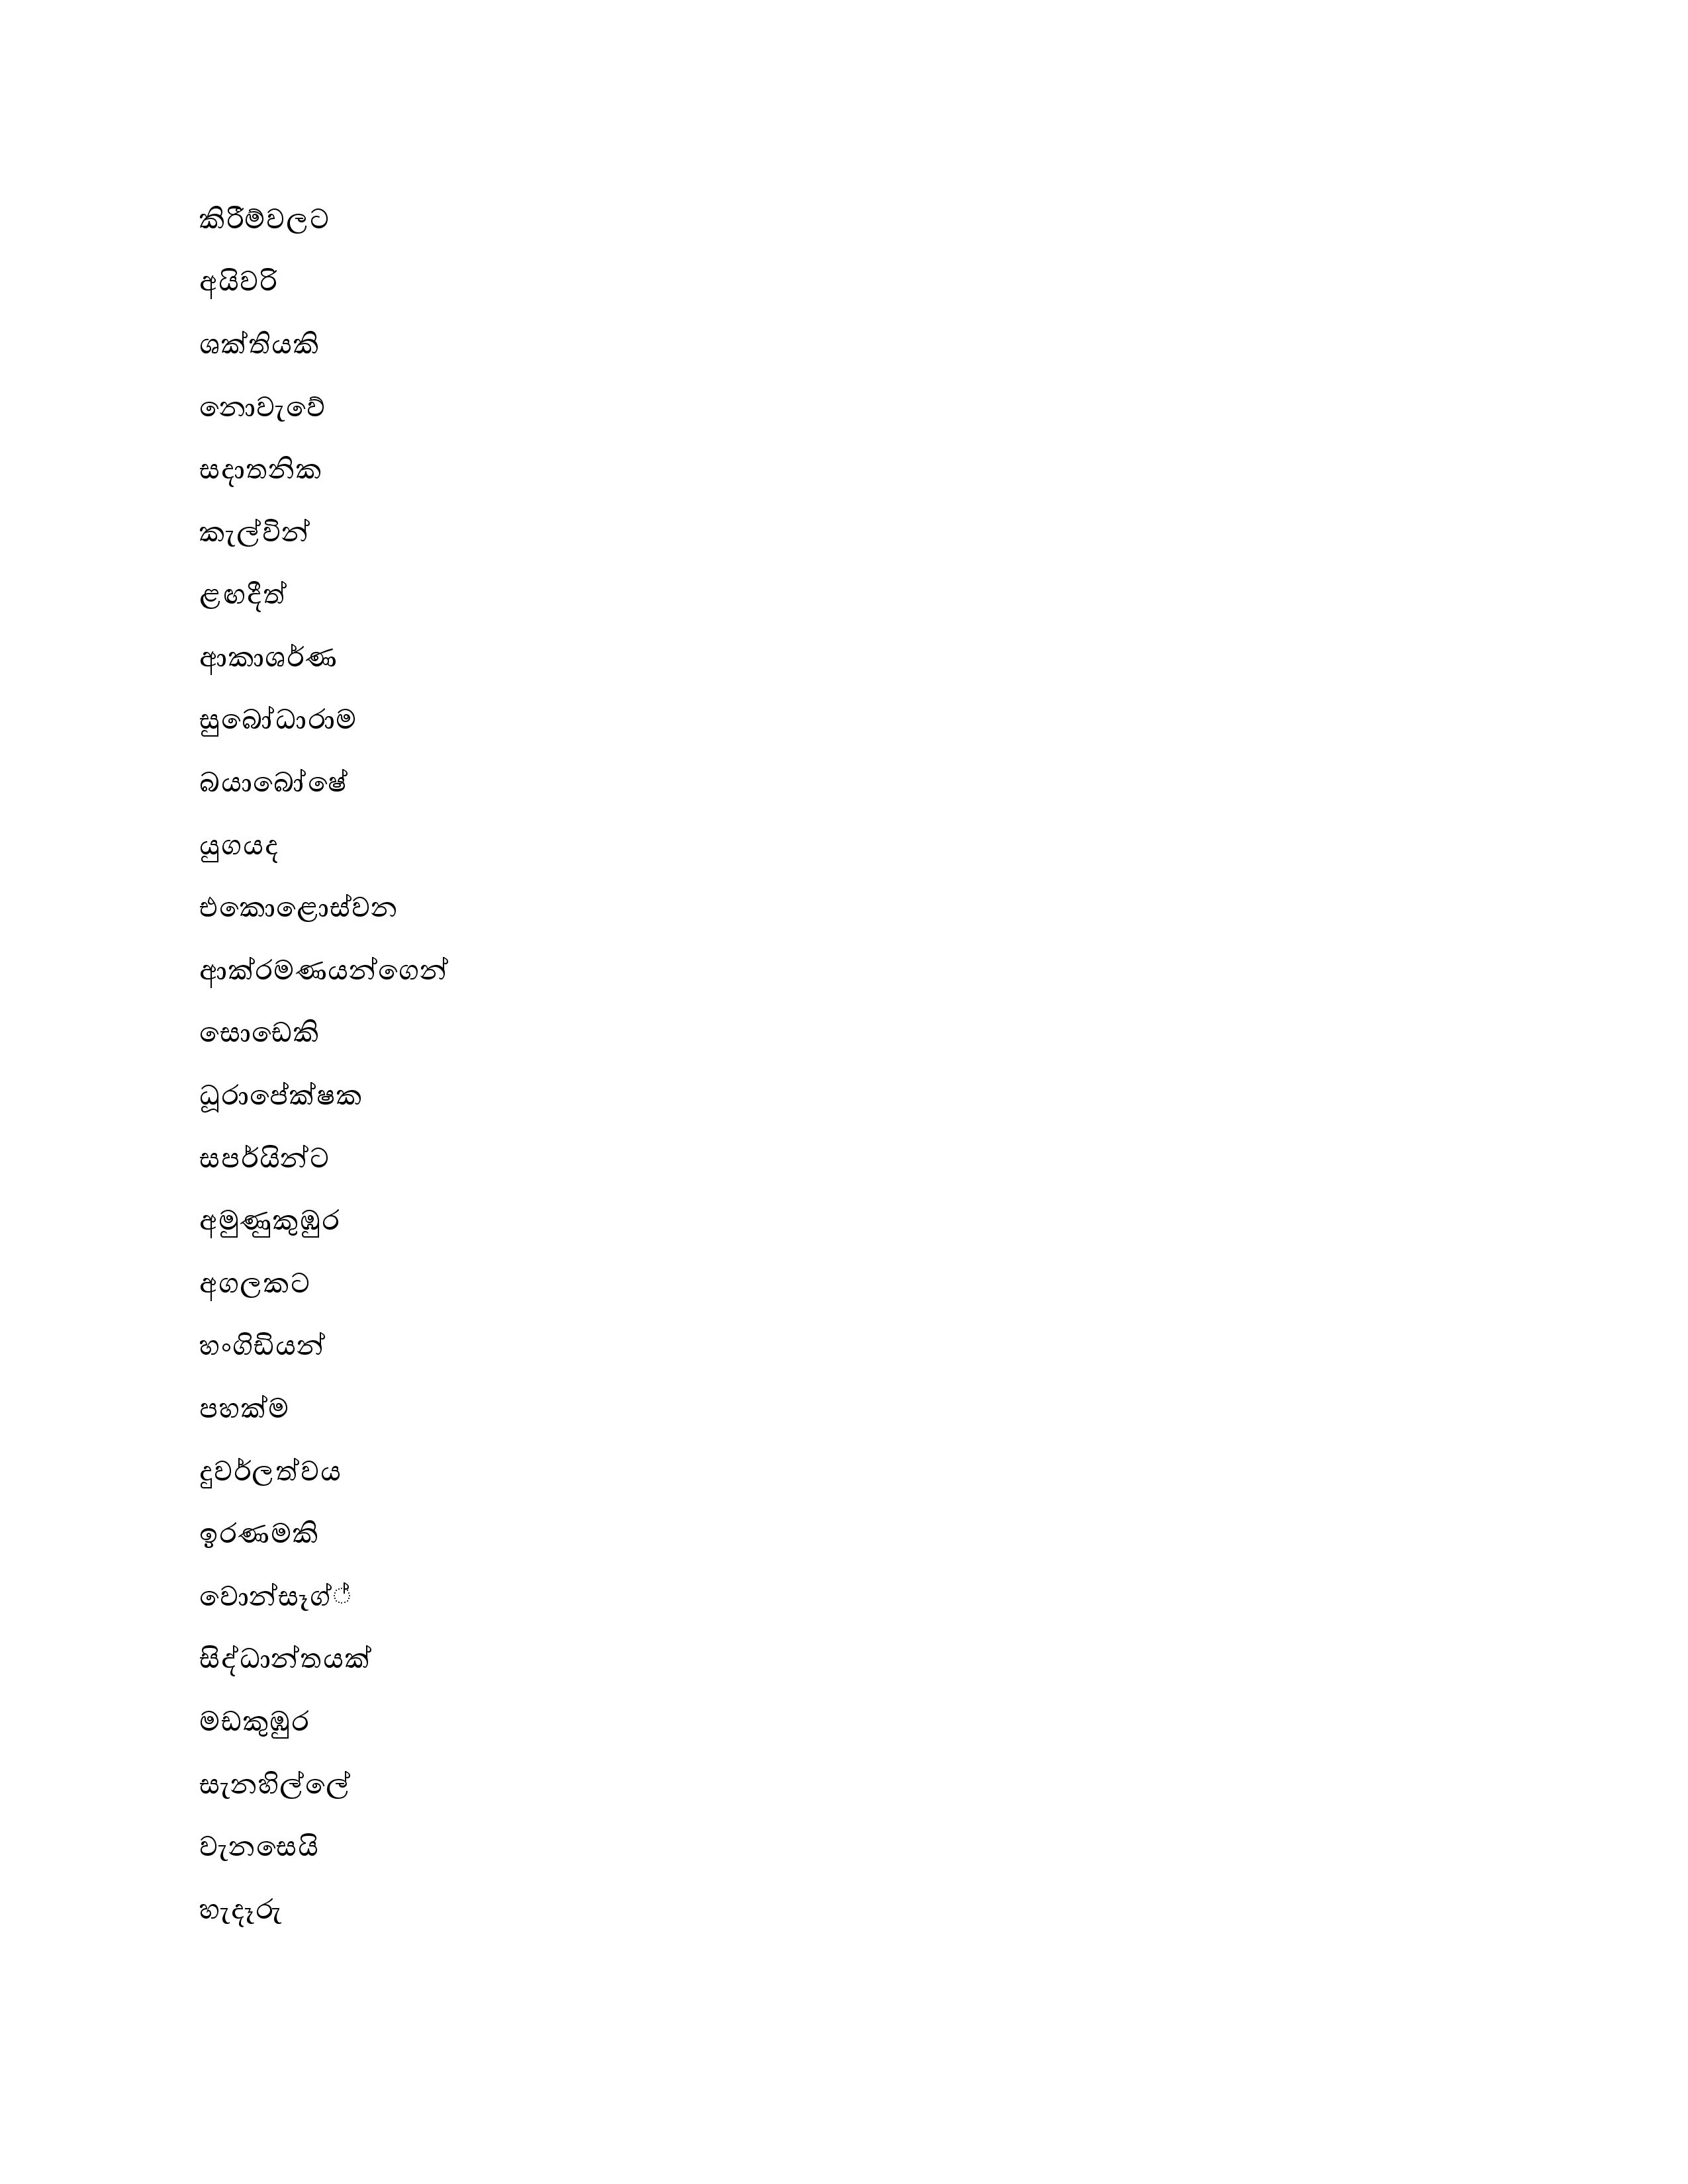 කිරීම්වලට
අයිවරි
ශක්තියකි
නොවැවේ
සදාතනික
කැල්වින්
ළඟදීත්
ආකාශර්ණ
සුබෝධාරාම
බයාබෝෂේ
යුගයද
එකොළොස්වන
ආක්රමණයන්ගෙන්
සොඩෙකි
ධූරාපේක්ෂක
සපර්යින්ට
අමුණුකුඹුර
අගලකට
හංගිඩියන්
පහක්ම
දුවර්ලත්වය
ඉරණමකි
වොන්සෑග්්
සිද්ධාන්තයක්
මඩකුඹුර
සැනහිල්ලේ
වැනසෙයි
හැදෑරු